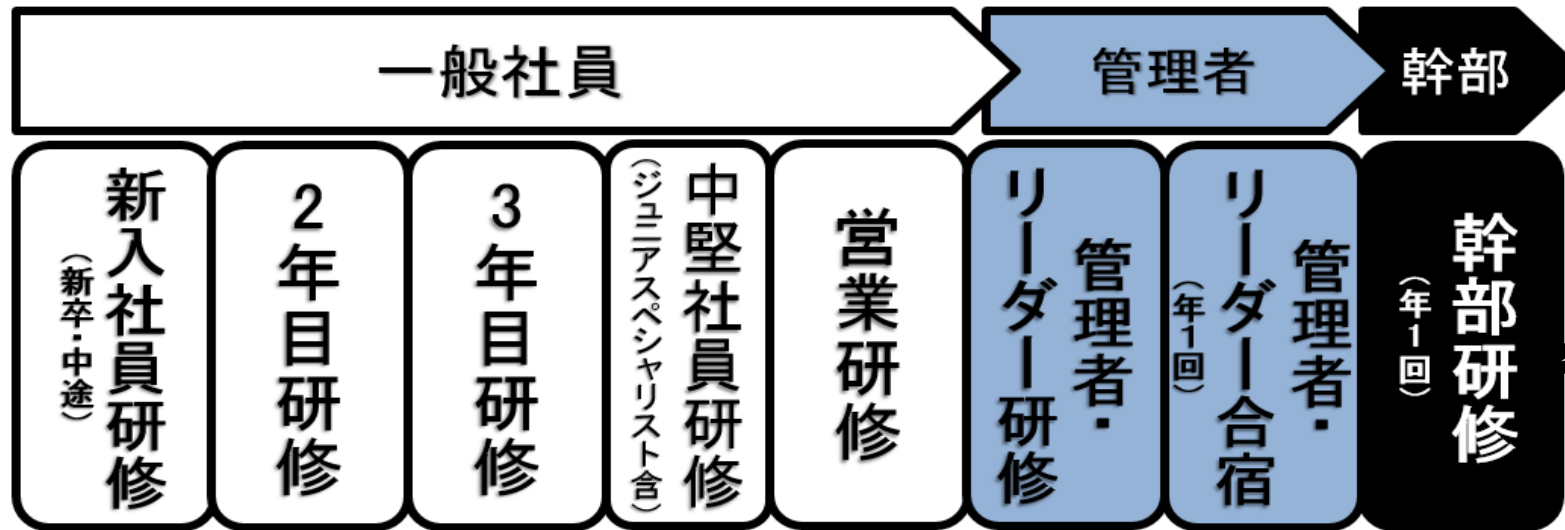 一般社員
管理者
幹部
新入社員研修
（新卒・中途）
2年目研修
3年目研修
中堅社員研修
（ジュニアスペシャリスト含）
営業研修
管理者・
リーダー研修
管理者・
リーダー合宿
（年1回）
幹部研修
（年1回）